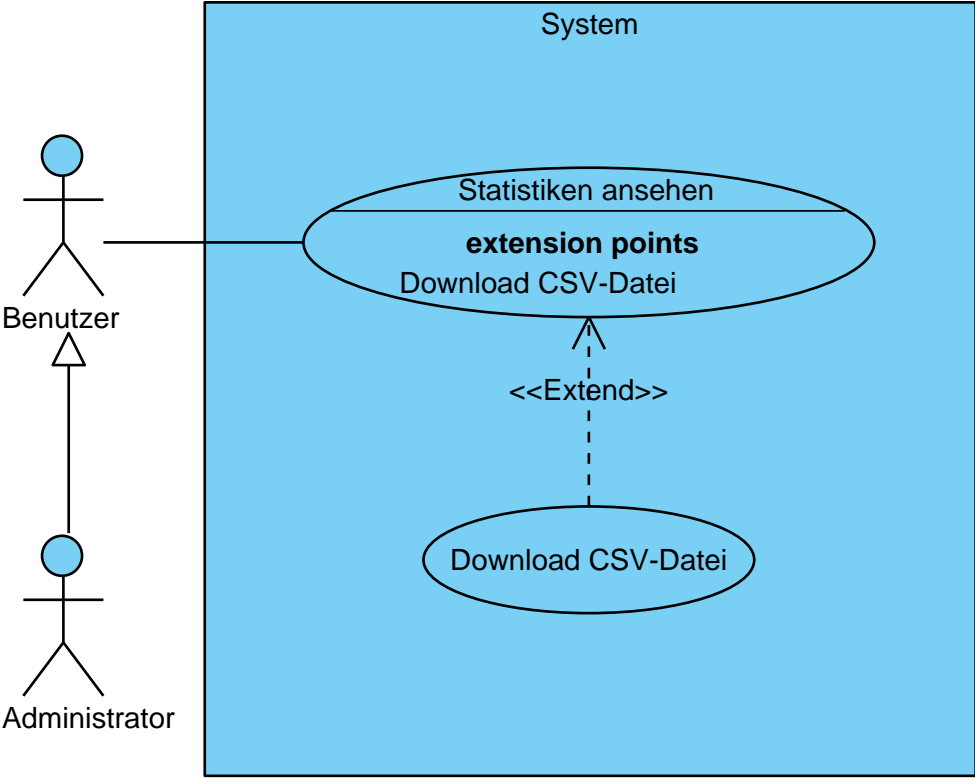 System
Statistiken ansehen
extension points
Download CSV-Datei
Benutzer
<<Extend>>
Download CSV-Datei
Administrator